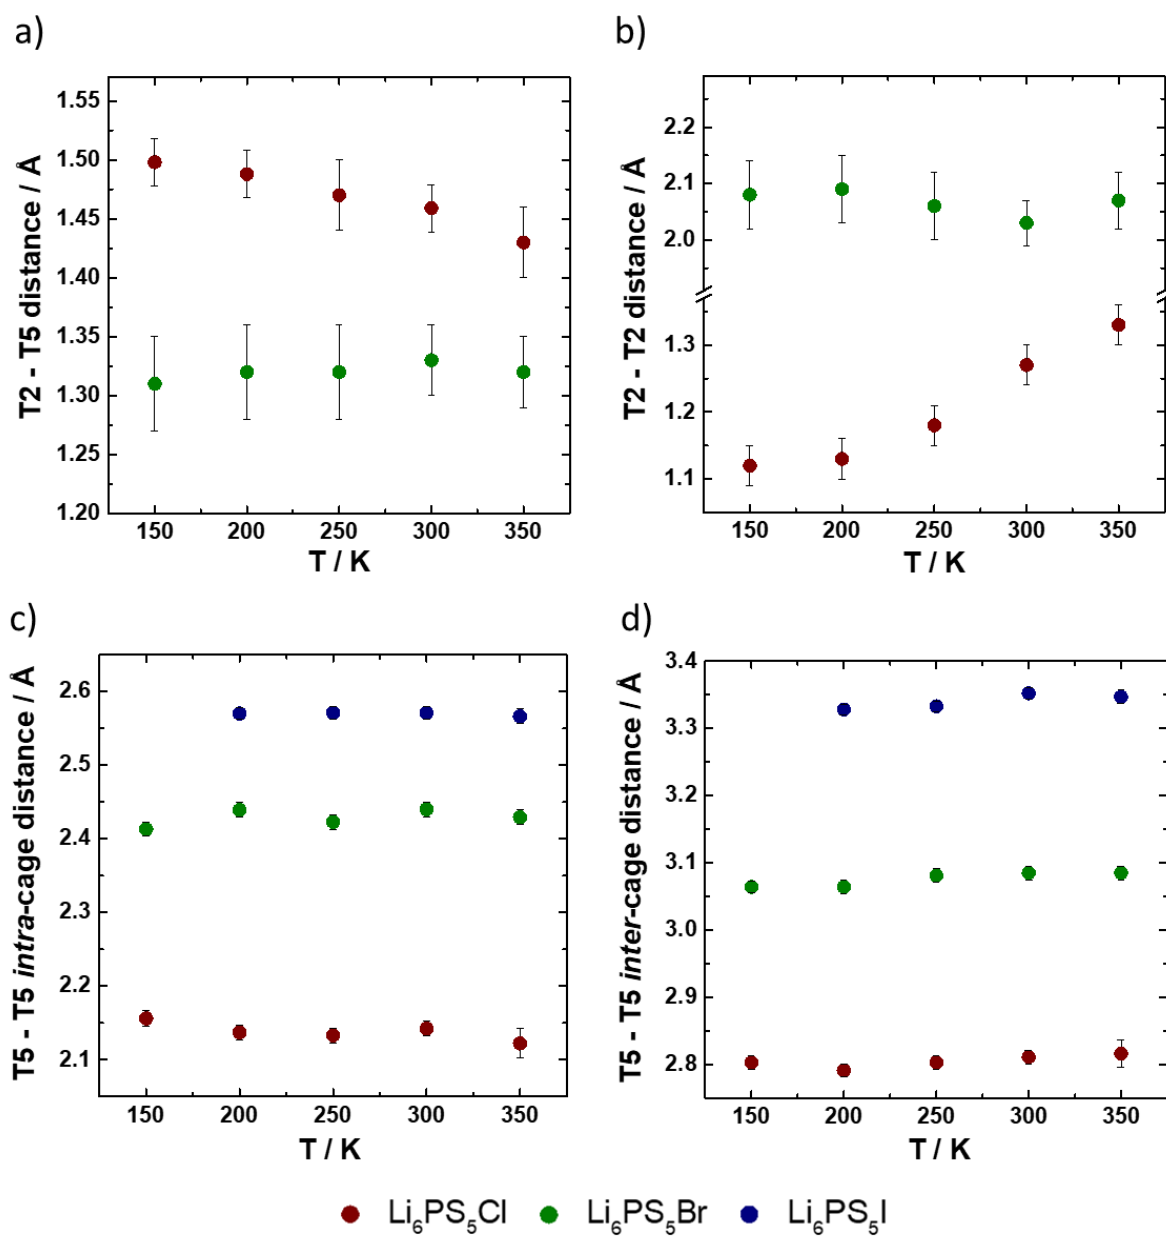 a)
T2 - T5 distance / Å
1.55
1.50
1.45
1.40
1.35
1.30
1.25
1.20
150 200 250 300 350
T / K
b)
T2 - T2 distance / Å
2.2
2.1
2.0
1.3
1.2
1.1
150 200 250 300 350
T / K
c)
T5 - T5 intra-cage distance / Å
2.6
2.5
2.4
2.3
2.2
2.1
150 200 250 300 350
T / K
d)
T5 - T5 inter-cage distance / Å
3.4
3.3
3.2
3.1
3.0
2.9
2.8
150 200 250 300 350
T / K
Li₆PS₅Cl Li₆PS₅Br Li₆PS₅I